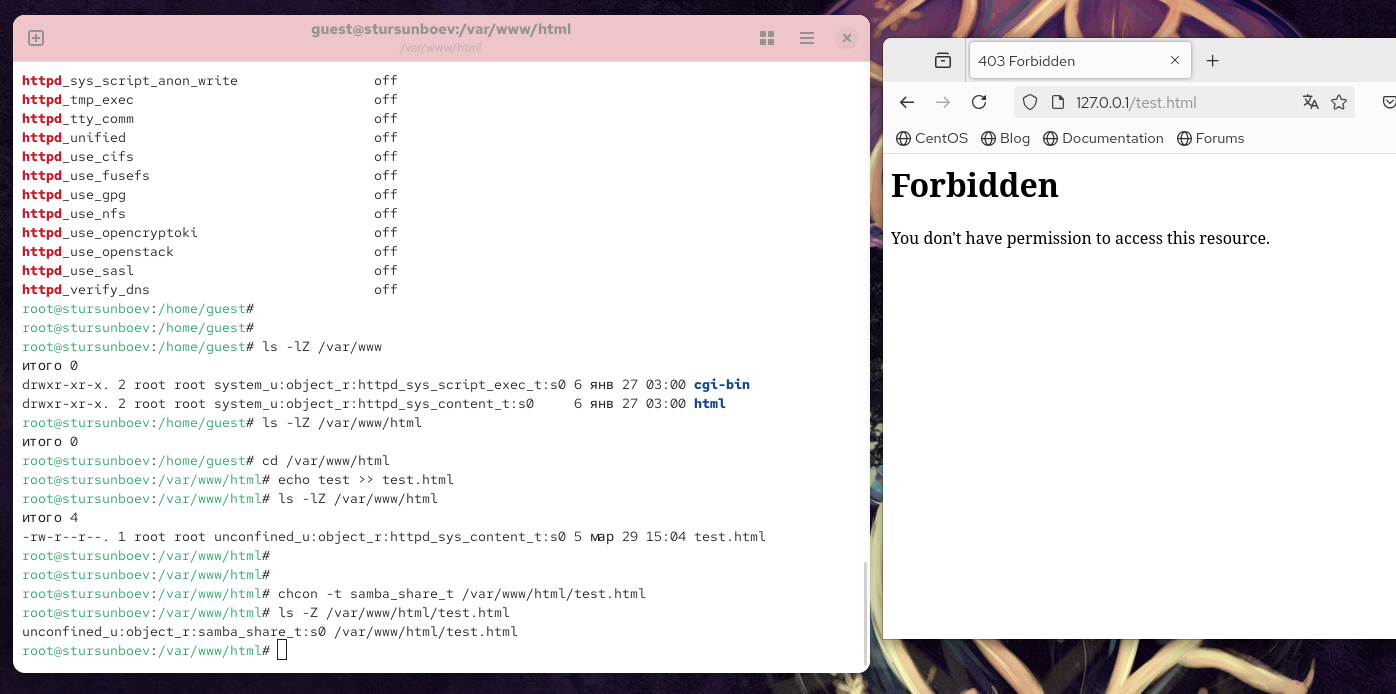 guest@stursunboev:/var/www/html
/var/www/html
httpd_sys_script_anon_write off
httpd_tmp_exec off
httpd_tty_comm off
httpd_unified off
httpd_use_cifs off
httpd_use_fusefs off
httpd_use_gpg off
httpd_use_nfs off
httpd_use_opencryptoki off
httpd_use_openstack off
httpd_use_sasl off
httpd_verify_dns off
root@stursunboev:/home/guest#
root@stursunboev:/home/guest#
root@stursunboev:/home/guest# ls -lZ /var/www
итого 0
drwxr-xr-x. 2 root root system_u:object_r:httpd_sys_script_exec_t:s0 6 янв 27 03:00 cgi-bin
drwxr-xr-x. 2 root root system_u:object_r:httpd_sys_content_t:s0 6 янв 27 03:00 html
root@stursunboev:/home/guest# ls -lZ /var/www/html
итого 0
root@stursunboev:/home/guest# cd /var/www/html
root@stursunboev:/var/www/html# echo test >> test.html
root@stursunboev:/var/www/html# ls -lZ /var/www/html
итого 4
-rw-r--r--. 1 root root unconfined_u:object_r:httpd_sys_content_t:s0 5 мар 29 15:04 test.html
root@stursunboev:/var/www/html#
root@stursunboev:/var/www/html#
root@stursunboev:/var/www/html# chcon -t samba_share_t /var/www/html/test.html
root@stursunboev:/var/www/html# ls -Z /var/www/html/test.html
unconfined_u:object_r:samba_share_t:s0 /var/www/html/test.html
root@stursunboev:/var/www/html#
403 Forbidden
127.0.0.1/test.html
CentOS Blog Documentation Forums
Forbidden
You don't have permission to access this resource.